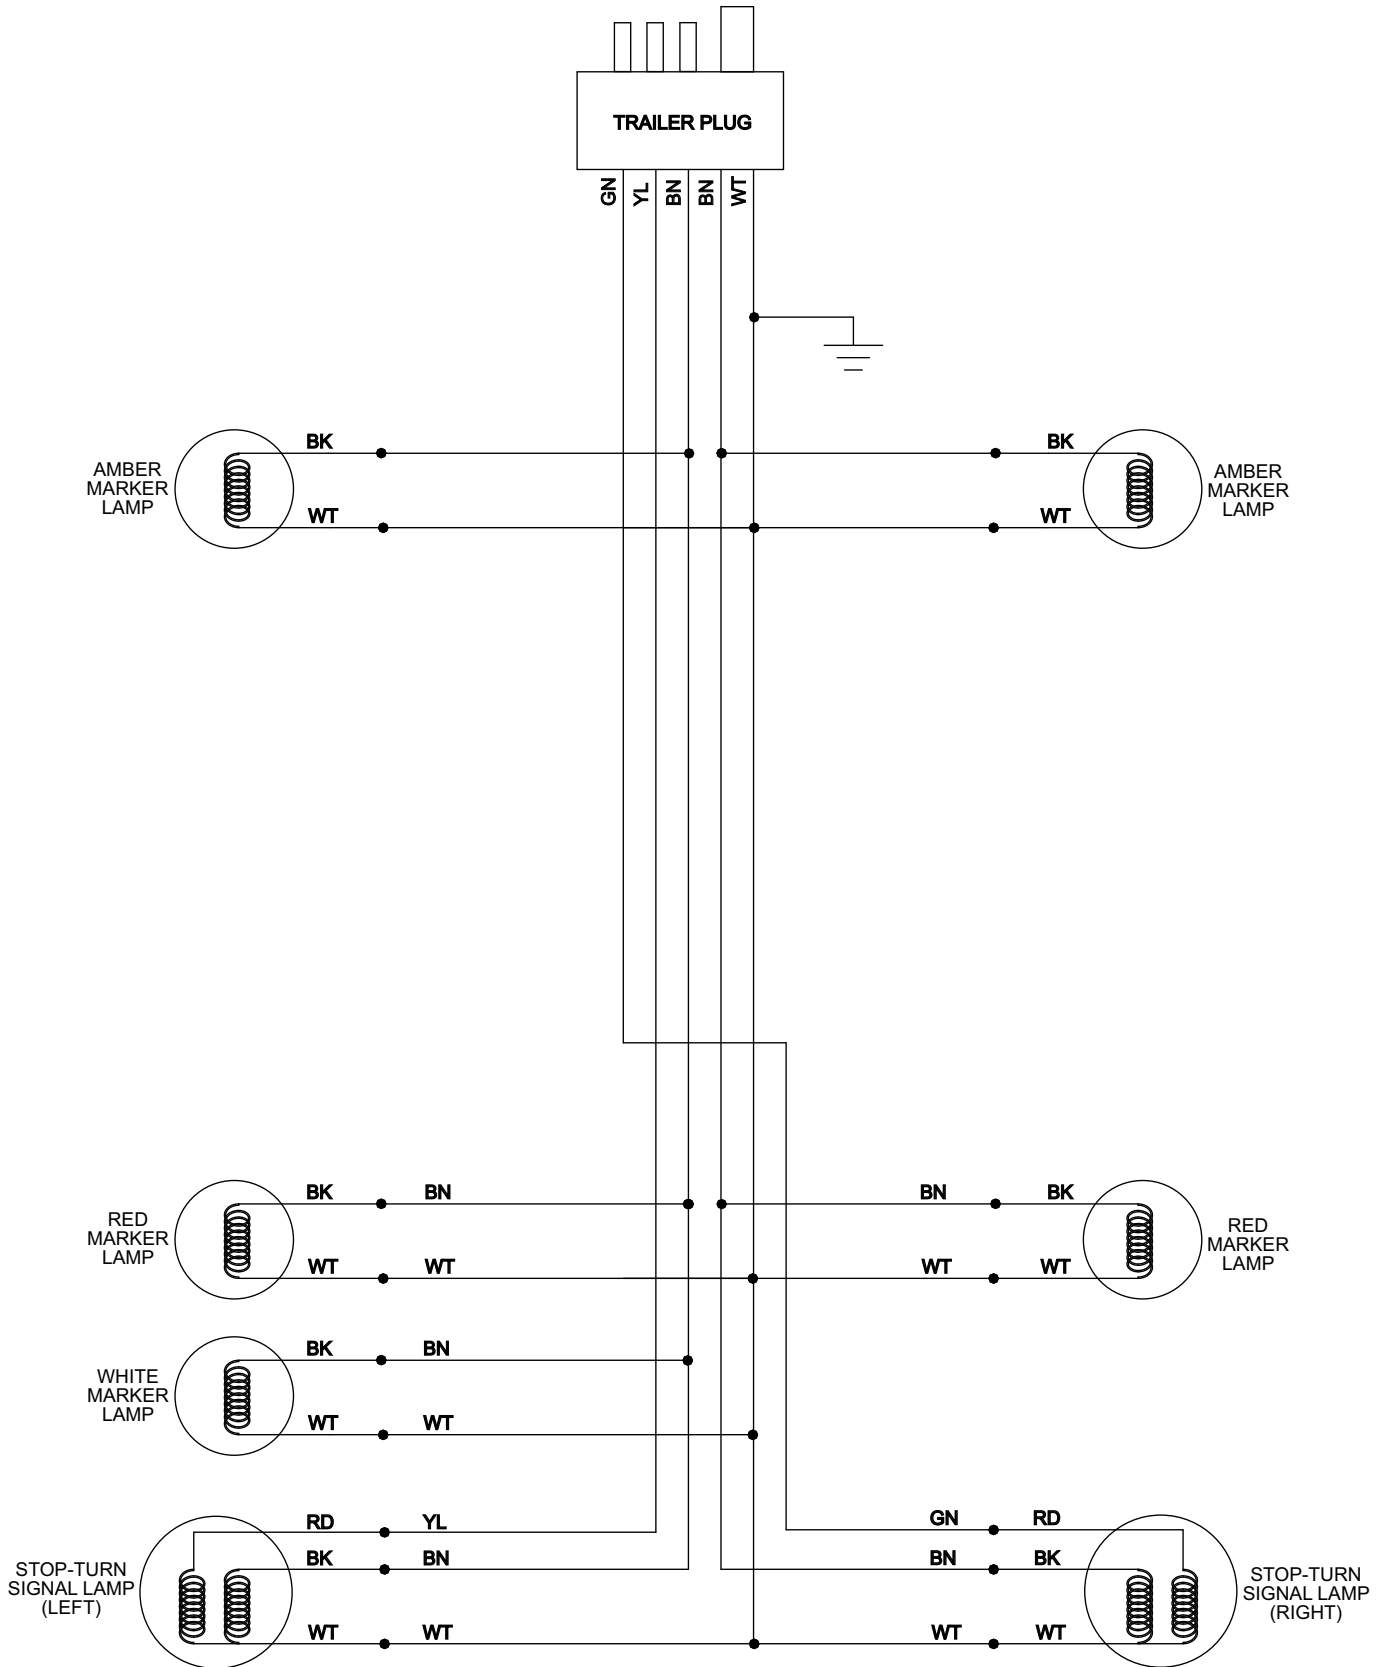 TRAILER PLUG
GN YL BN BN WT
BK BK
AMBER
MARKER
LAMP
AMBER
MARKER
LAMP
WT WT
BK BN BN BK
RED
MARKER
LAMP
RED
MARKER
LAMP
WT WT WT WT
BK BN
WHITE
MARKER
LAMP
WT WT
RD YL GN RD
BK BN BN BK
STOP-TURN
SIGNAL LAMP
(LEFT)
STOP-TURN
SIGNAL LAMP
(RIGHT)
WT WT WT WT